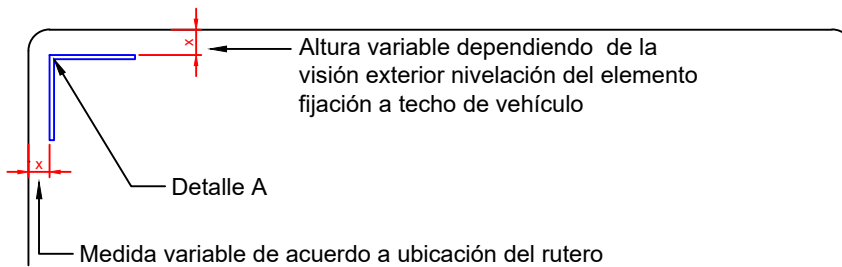 x
Altura variable dependiendo de la
visión exterior nivelación del elemento
fijación a techo de vehículo
x
Detalle A
Medida variable de acuerdo a ubicación del rutero